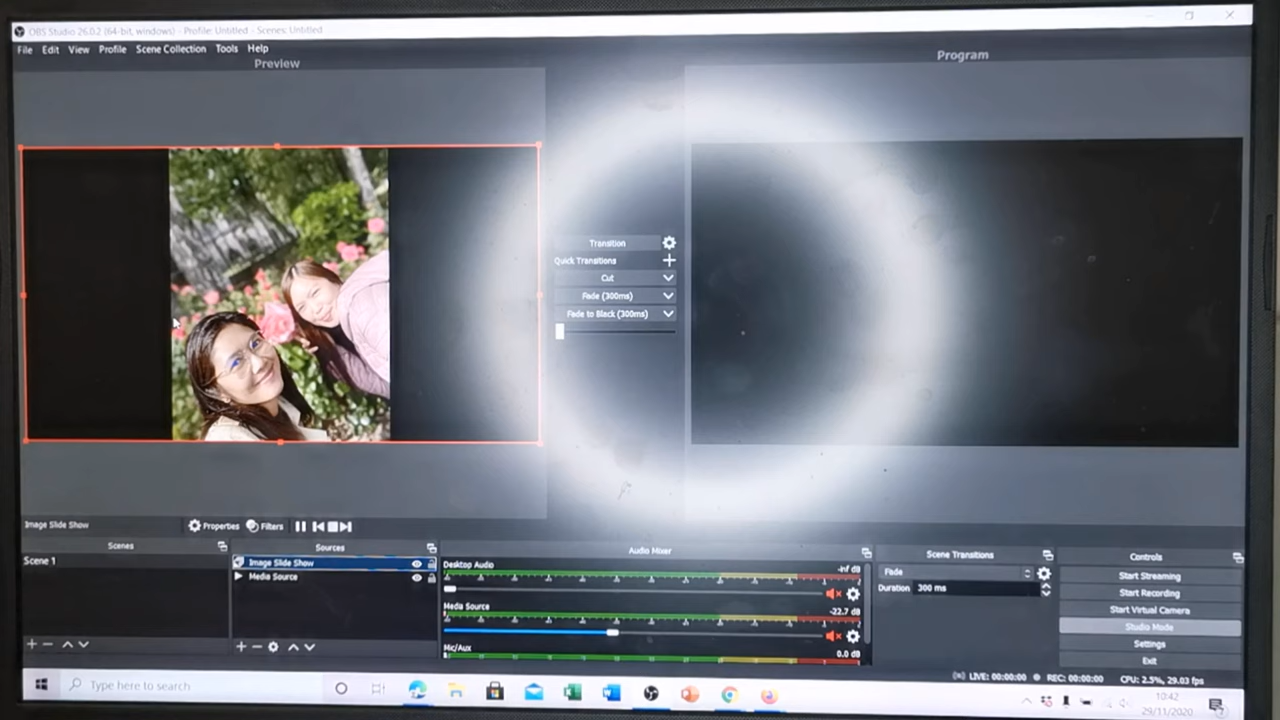 OBS Studio 26.0.2 (64-bit, windows) - Profile: Untitled - Scenes: Untitled
File Edit View Profile Scene Collection Tools Help
Preview
Program
Transition
Quick Transitions
Cut
Fade (300ms)
Fade to Black (300ms)
Image Slide Show
Properties
Filters
Scenes
Sources
Audio Mixer
Scene Transitions
Controls
Scene 1
Image Slide Show
Media Source
Desktop Audio
-inf dB
Media Source
-22.7 dB
Mic/Aux
0.0 dB
Fade
Duration 300 ms
Start Streaming
Start Recording
Start Virtual Camera
Studio Mode
Settings
Exit
LIVE: 00:00:00 REC: 00:00:00 CPU: 2.5%, 29.03 fps
Type here to search
10:42
29/11/2020